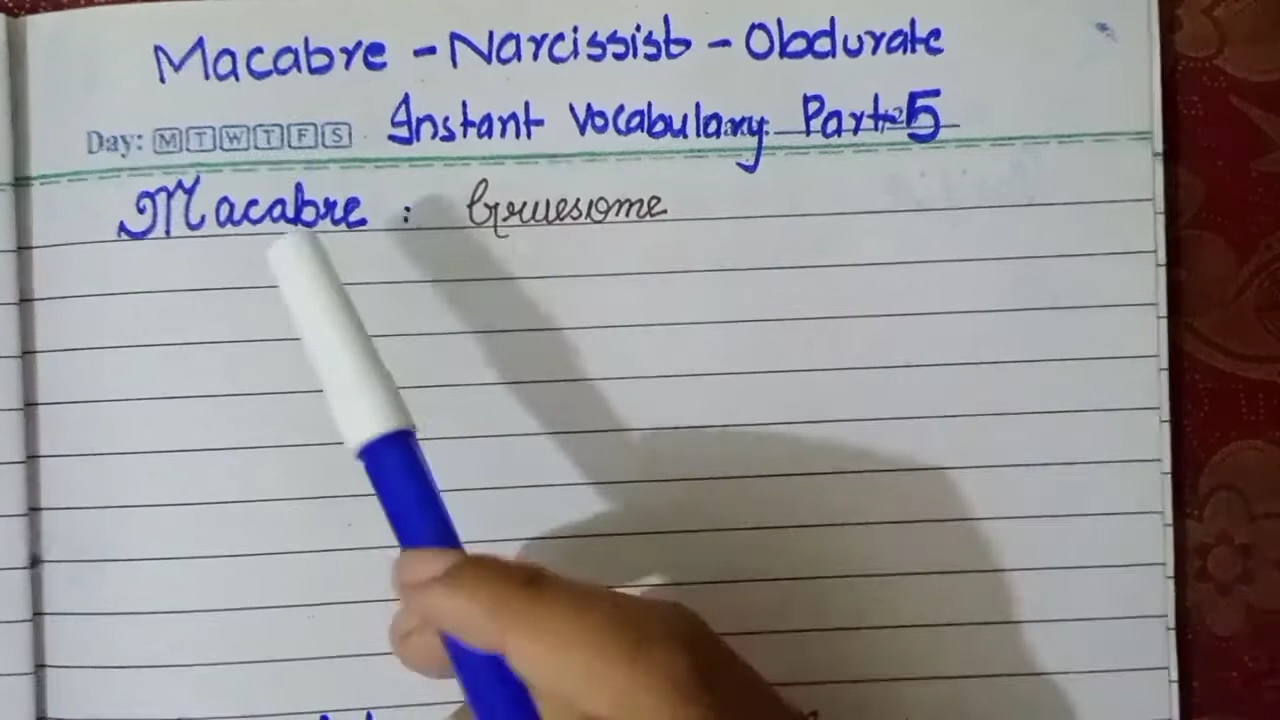 Macabre - Narcissist - Obdurate
Day: M T W T F S Instant Vocabulary Part 5
Macabre : Gruesome